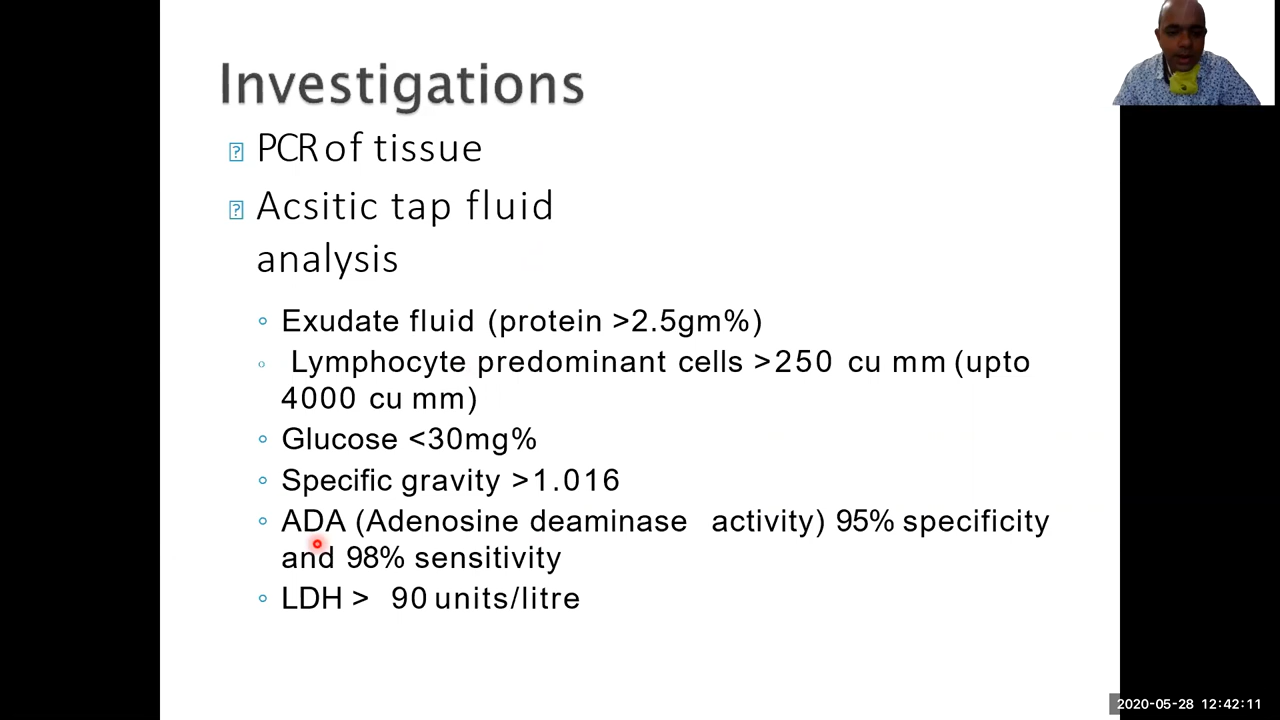 Investigations
PCR of tissue
Acsitic tap fluid
analysis
Exudate fluid (protein >2.5gm%)
Lymphocyte predominant cells >250 cu mm (upto
4000 cu mm)
Glucose <30mg%
Specific gravity >1.016
ADA (Adenosine deaminase activity) 95% specificity
and 98% sensitivity
LDH > 90 units/litre
2020-05-28 12:42:11